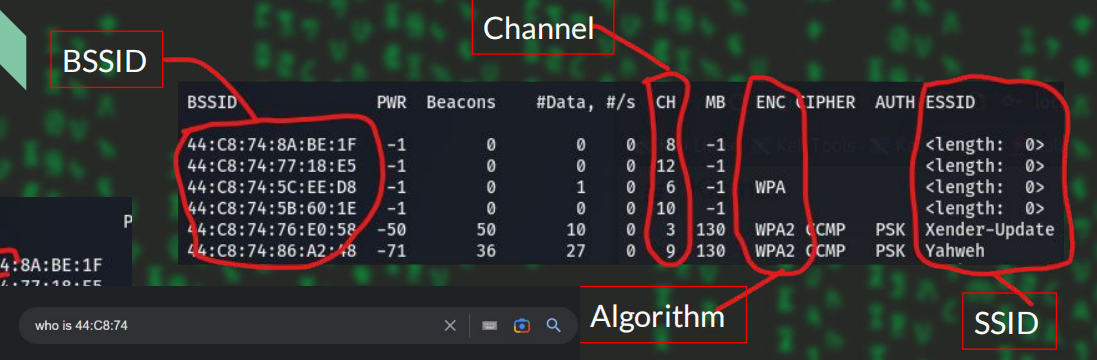 Channel
BSSID
BSSID PWR Beacons #Data, #/s CH MB ENC CIPHER AUTH ESSID
44:C8:74:8A:BE:1F -1 0 0 0 8 -1 <length: 0>
44:C8:74:77:18:E5 -1 0 0 0 12 -1 <length: 0>
44:C8:74:5C:EE:D8 -1 0 1 0 6 -1 WPA <length: 0>
44:C8:74:5B:60:1E -1 0 0 0 10 -1 <length: 0>
44:C8:74:76:E0:58 -50 50 10 0 3 130 WPA2 CCMP PSK Xender-Update
44:C8:74:86:A2:48 -71 36 27 0 9 130 WPA2 CCMP PSK Yahweh
P
4:8A:BE:1F
who is 44:C8:74
Algorithm
SSID